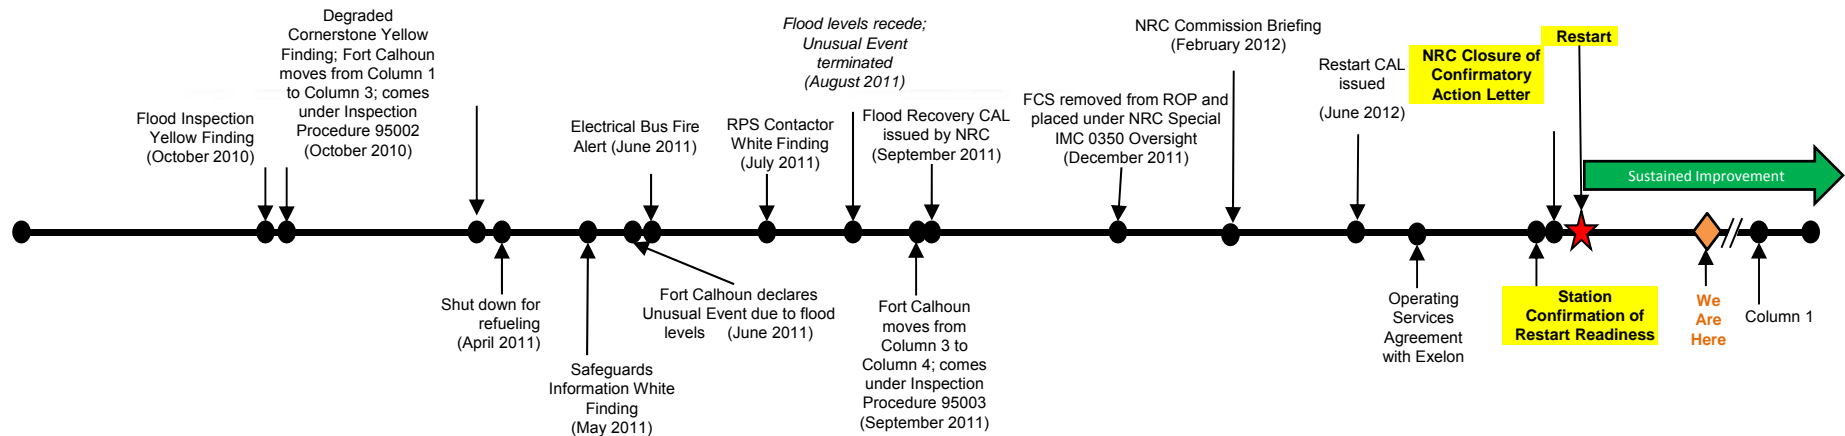 Flood Inspection
Yellow Finding
(October 2010)
Degraded
Cornerstone Yellow
Finding; Fort Calhoun
moves from Column 1
to Column 3; comes
under Inspection
Procedure 95002
(October 2010)
Shut down for
refueling
(April 2011)
Safeguards
Information White
Finding
(May 2011)
Electrical Bus Fire
Alert (June 2011)
Fort Calhoun declares
Unusual Event due to flood
levels (June 2011)
RPS Contactor
White Finding
(July 2011)
Flood levels recede;
Unusual Event
terminated
(August 2011)
Flood Recovery CAL
issued by NRC
(September 2011)
Fort Calhoun
moves from
Column 3 to
Column 4; comes
under Inspection
Procedure 95003
(September 2011)
FCS removed from ROP and
placed under NRC Special
IMC 0350 Oversight
(December 2011)
NRC Commission Briefing
(February 2012)
Restart CAL
issued
(June 2012)
Operating
Services
Agreement
with Exelon
NRC Closure of
Confirmatory
Action Letter
Station
Confirmation of
Restart Readiness
Restart
Sustained Improvement
We
Are
Here
Column 1